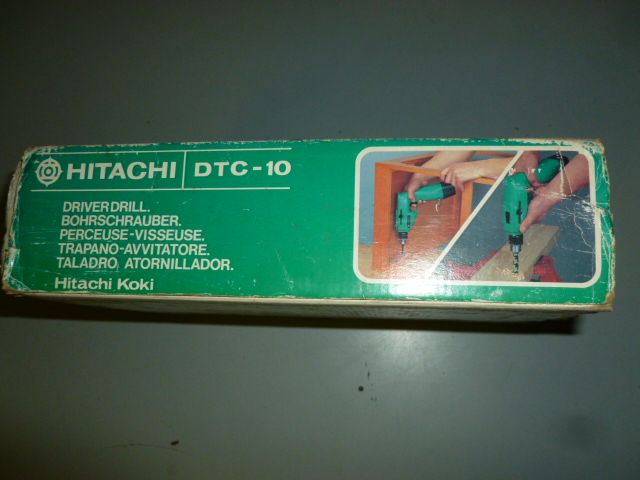 HITACHI DTC-10
DRIVER DRILL.
BOHRSCHRAUBER.
PERCEUSE-VISSEUSE.
TRAPANO-AVVITATORE.
TALADRO ATORNILLADOR.
Hitachi Koki